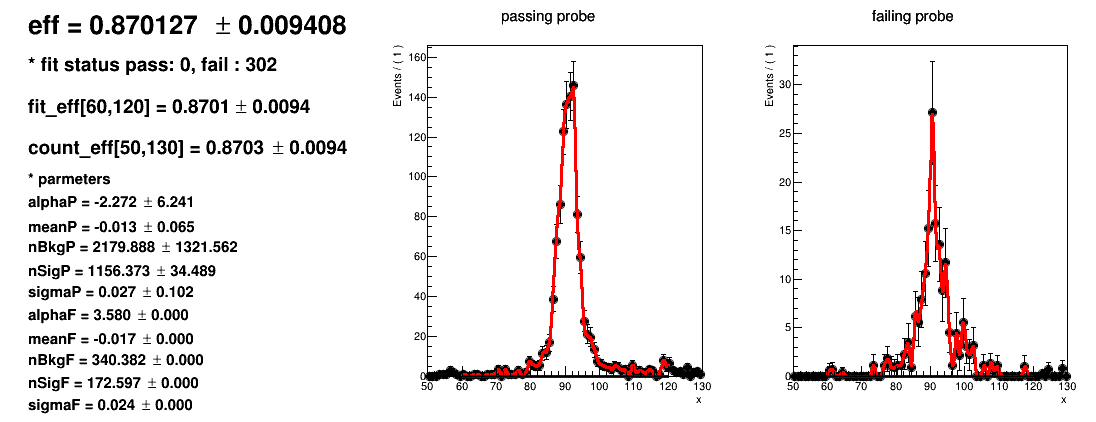 eff = 0.870127 ± 0.009408
* fit status pass: 0, fail : 302
fit_eff[60,120] = 0.8701 ± 0.0094
count_eff[50,130] = 0.8703 ± 0.0094
* parmeters
alphaP = -2.272 ± 6.241
meanP = -0.013 ± 0.065
nBkgP = 2179.888 ± 1321.562
nSigP = 1156.373 ± 34.489
sigmaP = 0.027 ± 0.102
alphaF = 3.580 ± 0.000
meanF = -0.017 ± 0.000
nBkgF = 340.382 ± 0.000
nSigF = 172.597 ± 0.000
sigmaF = 0.024 ± 0.000
passing probe
Events / ( 1 )
160
140
120
100
80
60
40
20
0
50 60 70 80 90 100 110 120 130
x
failing probe
Events / ( 1 )
30
25
20
15
10
5
0
50 60 70 80 90 100 110 120 130
x